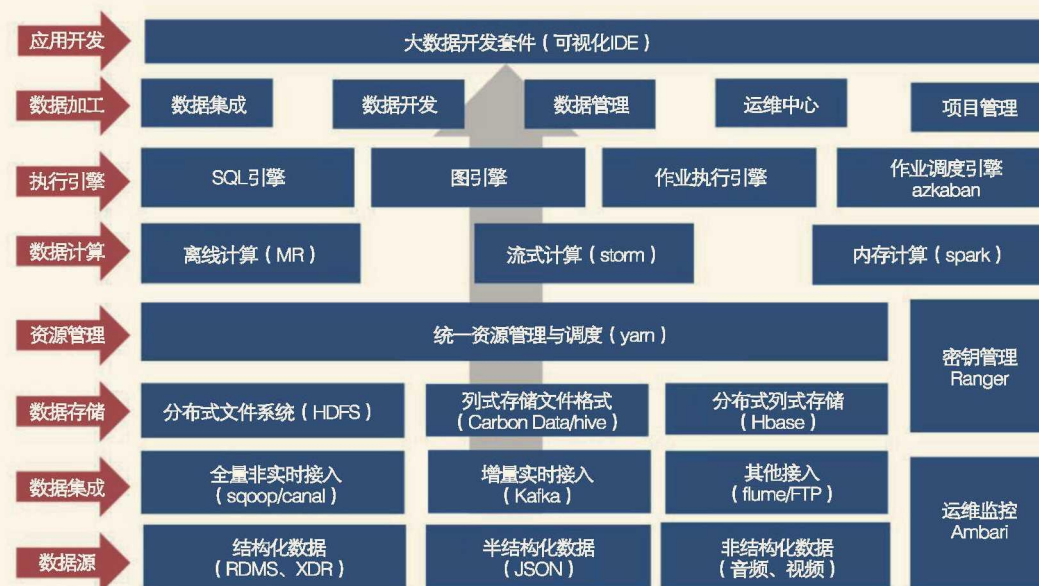 应用开发
大数据开发套件（可视化IDE）
数据加工
数据集成
数据开发
数据管理
运维中心
项目管理
执行引擎
SQL引擎
图引擎
作业执行引擎
作业调度引擎
azkaban
数据计算
离线计算（MR）
流式计算（storm）
内存计算（spark）
资源管理
统一资源管理与调度（yarn）
密钥管理
Ranger
数据存储
分布式文件系统（HDFS）
列式存储文件格式
（Carbon Data/hive）
分布式列式存储
（Hbase）
数据集成
全量非实时接入
（sqoop/canal）
增量实时接入
（Kafka）
其他接入
（flume/FTP）
运维监控
Ambari
数据源
结构化数据
（RDMS、XDR）
半结构化数据
（JSON）
非结构化数据
（音频、视频）